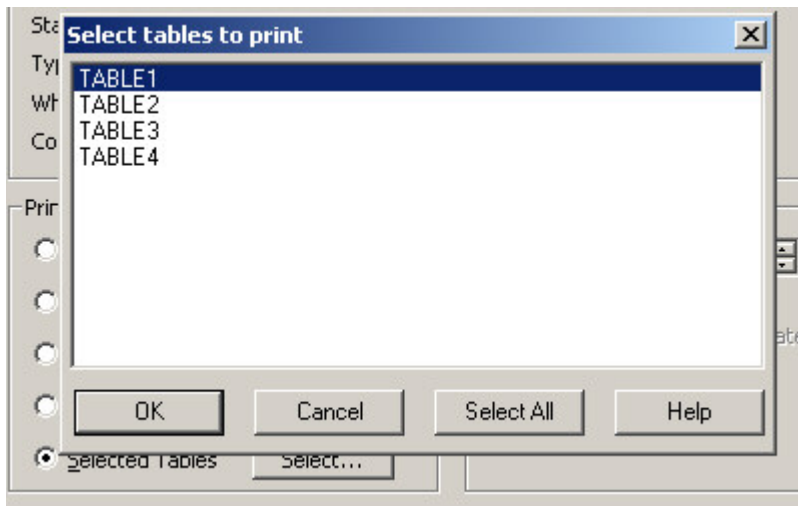 Select tables to print
TABLE1
TABLE2
TABLE3
TABLE4
OK Cancel Select All Help
Selected Tables Select...